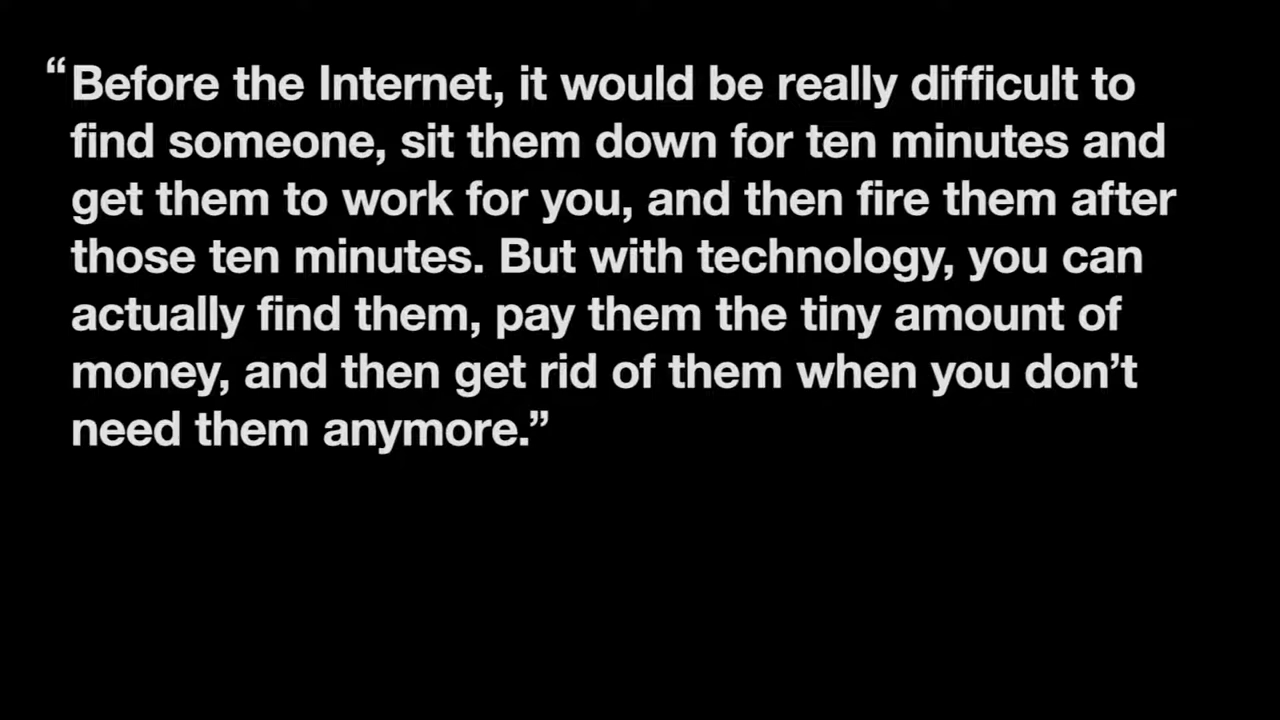 “Before the Internet, it would be really difficult to
find someone, sit them down for ten minutes and
get them to work for you, and then fire them after
those ten minutes. But with technology, you can
actually find them, pay them the tiny amount of
money, and then get rid of them when you don’t
need them anymore.”